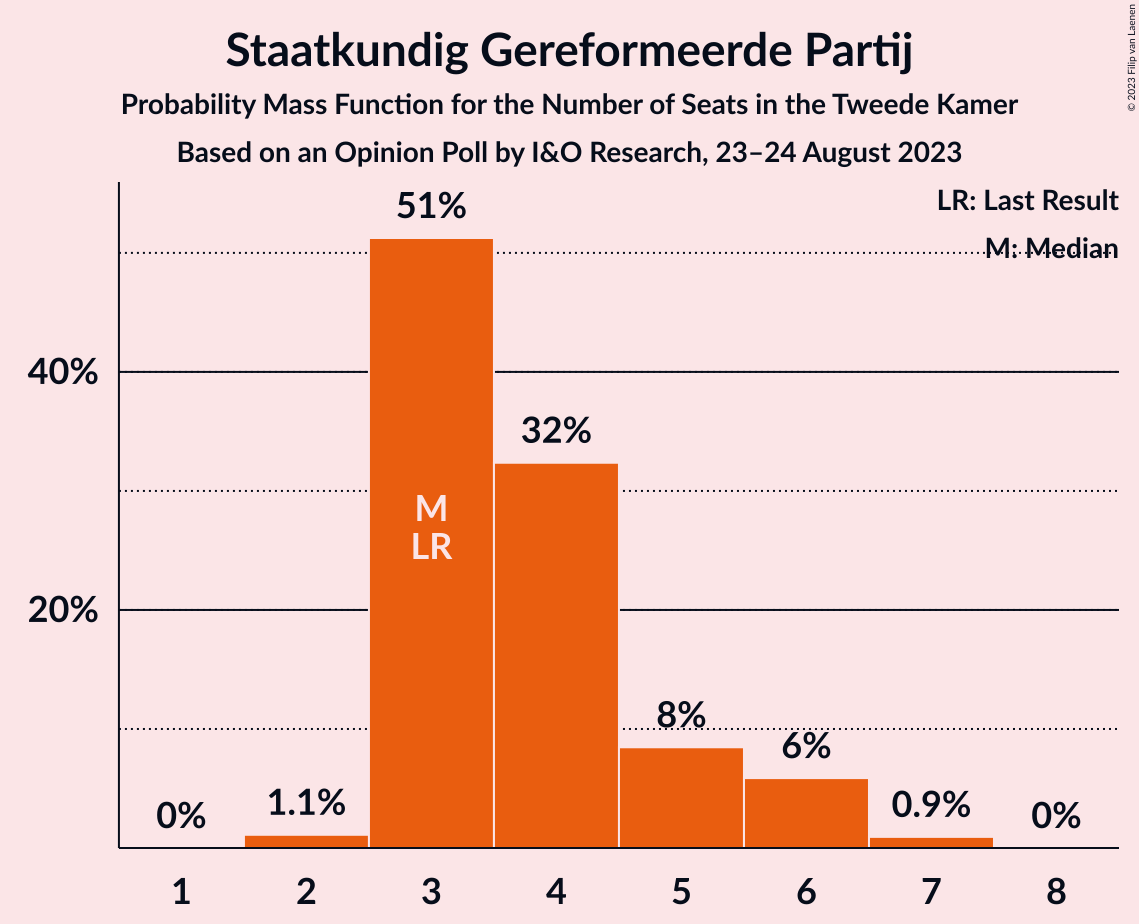 Staatkundig Gereformeerde Partij
Probability Mass Function for the Number of Seats in the Tweede Kamer
Based on an Opinion Poll by I&O Research, 23–24 August 2023
© 2023 Filip van Laenen
LR: Last Result
M: Median
51%
40%
32%
M
LR
20%
8%
6%
0%
1.1%
0.9%
0%
1 2 3 4 5 6 7 8